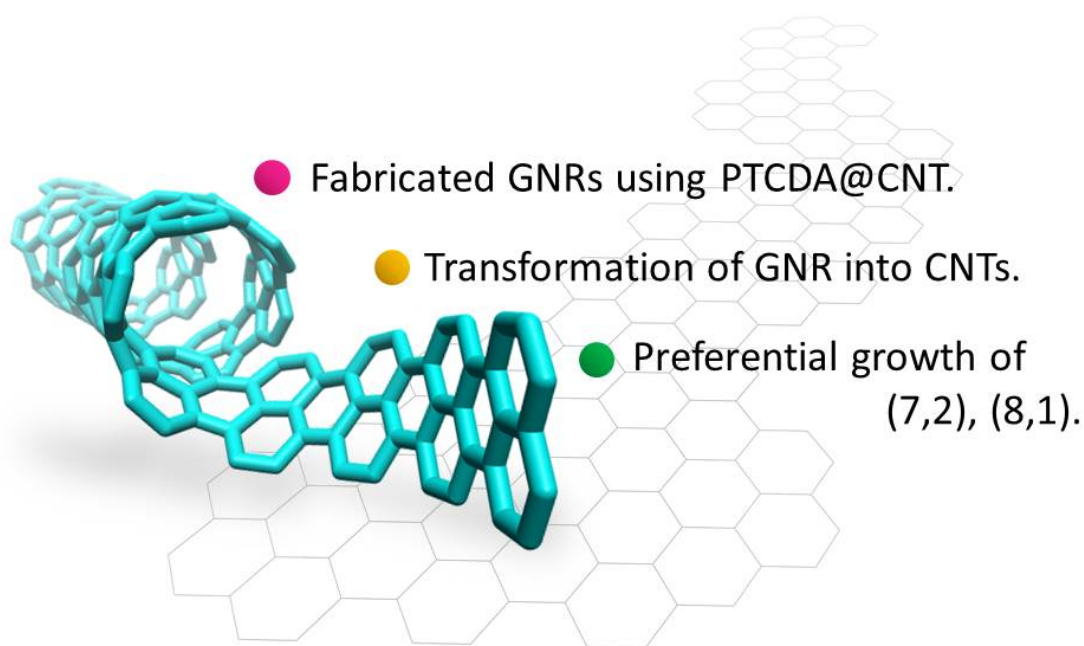 Fabricated GNRs using PTCDA@CNT.
Transformation of GNR into CNTs.
Preferential growth of
(7,2), (8,1).